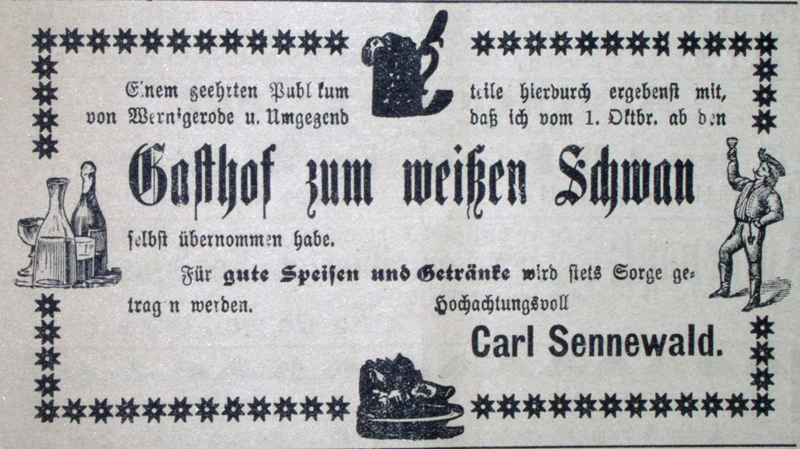 Einem geehrten Publikum teile hierdurch ergebenst mit,
von Wernigerode u. Umgegend daß ich vom 1. Oktbr. ab den
Gasthof zum weißen Schwan
selbst übernommen habe.
Für gute Speisen und Getränke wird stets Sorge ge-
tragen werden. Hochachtungsvoll
Carl Sennewald.